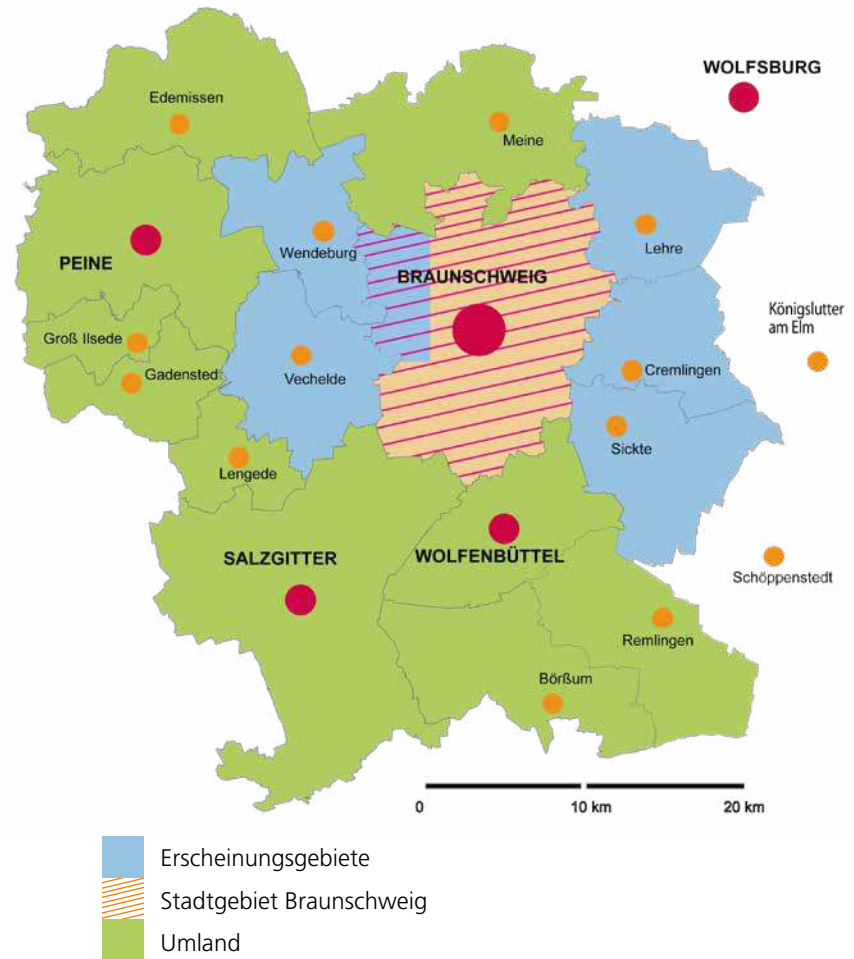 WOLFSBURG
Edemissen
Meine
Wendeburg
Lehre
PEINE
BRAUNSCHWEIG
Königslutter
am Elm
Groß Ilsede
Gadensted
Vechelde
Cremlingen
Sickte
Lengede
SALZGITTER
WOLFENBÜTTEL
Schöppenstedt
Remlingen
Börßum
0 10 km 20 km
Erscheinungsgebiete
Stadtgebiet Braunschweig
Umland